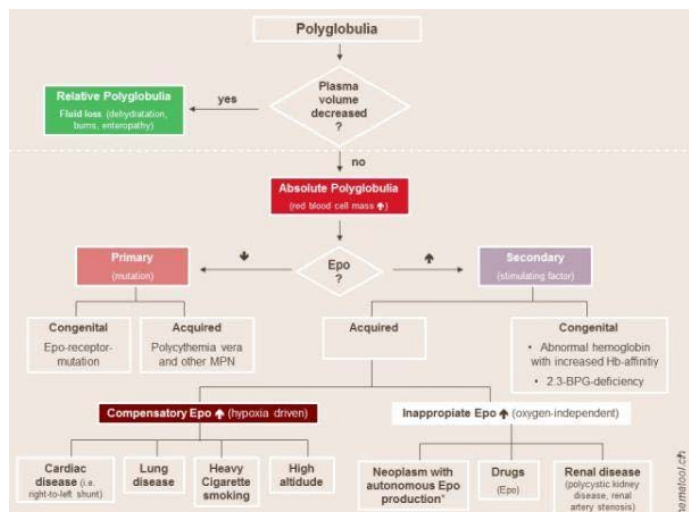 Polyglobulia
Plasma
volume
decreased
?
yes
Relative Polyglobulia
Fluid loss (dehydratation,
burns, enteropathy)
no
Absolute Polyglobulia
(red blood cell mass ↑)
Epo
?
Primary
(mutation)
Secondary
(stimulating factor)
Congenital
Epo-receptor-
mutation
Acquired
Polycythemia vera
and other MPN
Acquired
Congenital
• Abnormal hemoglobin
with increased Hb-affinitiy
• 2.3-BPG-deficiency
Compensatory Epo ↑ (hypoxia driven)
Inappropiate Epo ↑ (oxygen-independent)
Cardiac
disease (i.e.
right-to-left shunt)
Lung
disease
Heavy
Cigarette
smoking
High
altidude
Neoplasm with
autonomous Epo
production*
Drugs
(Epo)
Renal disease
(polycystic kidney
disease, renal
artery stenosis)